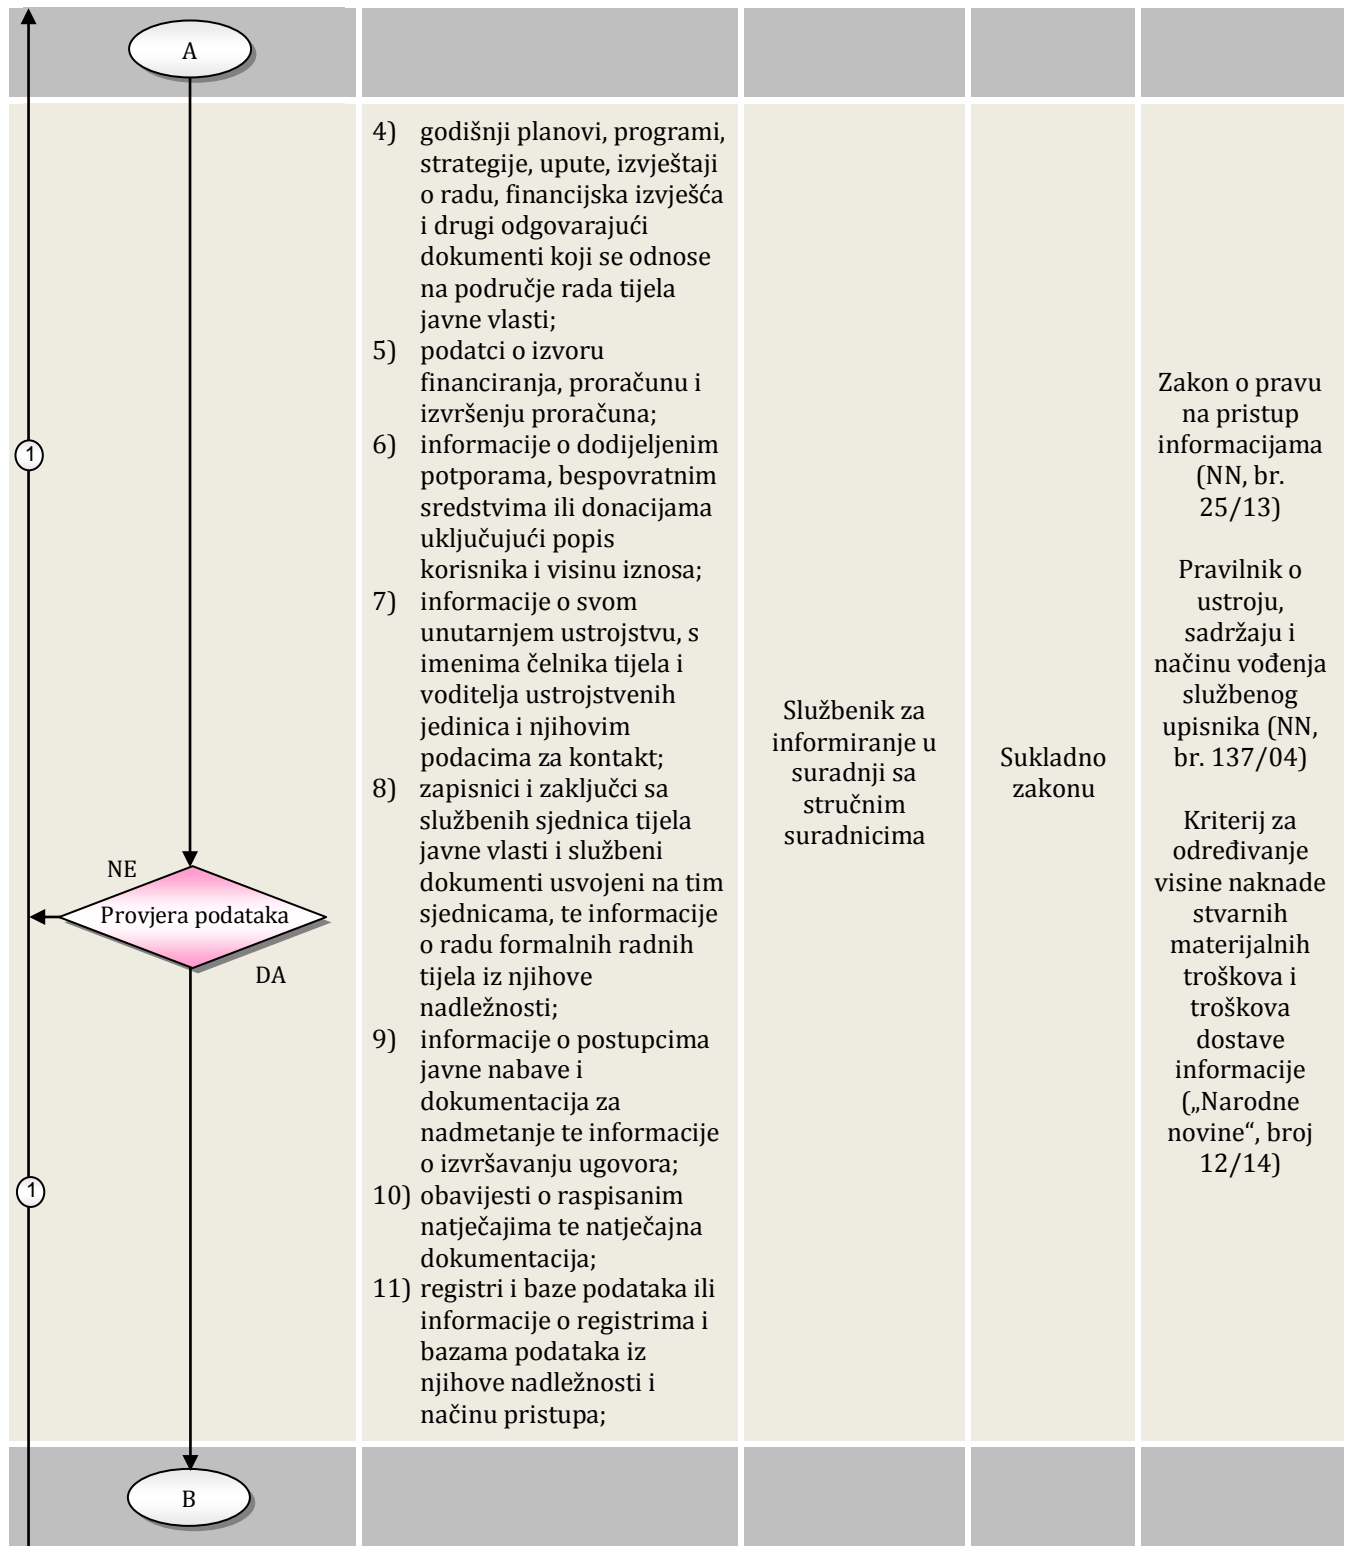 A
1
NE
Provjera podataka
DA
1
4) godišnji planovi, programi,
strategije, upute, izvještaji
o radu, financijska izvješća
i drugi odgovarajući
dokumenti koji se odnose
na područje rada tijela
javne vlasti;
5) podatci o izvoru
financiranja, proračunu i
izvršenju proračuna;
6) informacije o dodijeljenim
potporama, bespovratnim
sredstvima ili donacijama
uključujući popis
korisnika i visinu iznosa;
7) informacije o svom
unutarnjem ustrojstvu, s
imenima čelnika tijela i
voditelja ustrojstvenih
jedinica i njihovim
podacima za kontakt;
8) zapisnici i zaključci sa
službenih sjednica tijela
javne vlasti i službeni
dokumenti usvojeni na tim
sjednicama, te informacije
o radu formalnih radnih
tijela iz njihove
nadležnosti;
9) informacije o postupcima
javne nabave i
dokumentacija za
nadmetanje te informacije
o izvršavanju ugovora;
10) obavijesti o raspisanim
natječajima te natječajna
dokumentacija;
11) registri i baze podataka ili
informacije o registrima i
bazama podataka iz
njihove nadležnosti i
načinu pristupa;
Službenik za
informiranje u
suradnji sa
stručnim
suradnicima
Sukladno
zakonu
Zakon o pravu
na pristup
informacijama
(NN, br.
25/13)
Pravilnik o
ustroju,
sadržaju i
načinu vođenja
službenog
upisnika (NN,
br. 137/04)
Kriterij za
određivanje
visine naknade
stvarnih
materijalnih
troškova i
troškova
dostave
informacije
(„Narodne
novine“, broj
12/14)
B